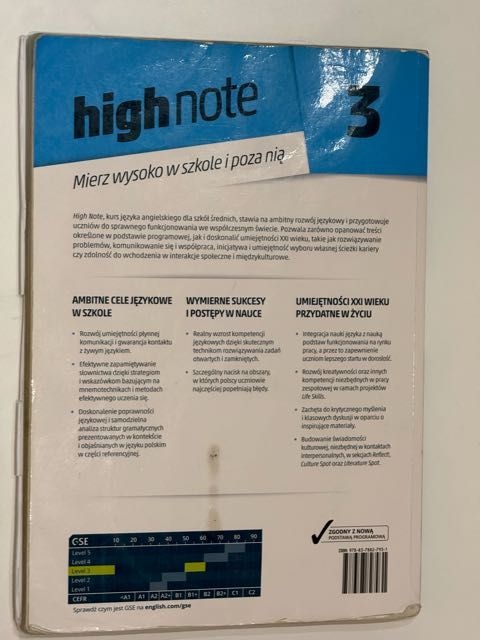 high note
3
Mierz wysoko w szkole i poza nią
High Note, kurs języka angielskiego dla szkół średnich, stawia na ambitny rozwój językowy i przygotowuje
uczniów do sprawnego funkcjonowania we współczesnym świecie. Pozwala zarówno opanować treści
określone w podstawie programowej, jak i doskonalić umiejętności XXI wieku, takie jak rozwiązywanie
problemów, komunikowanie się i współpraca, inicjatywa i umiejętność wyboru własnej ścieżki kariery
czy zdolność do wchodzenia w interakcje społeczne i międzykulturowe.
AMBITNE CELE JĘZYKOWE
W SZKOLE
• Rozwój umiejętności płynnej
komunikacji i gwarancja kontaktu
z żywym językiem.
• Efektywne zapamiętywanie
słownictwa dzięki strategiom
i wskazówkom bazującym na
mnemotechnikach i metodach
efektywnego uczenia się.
• Doskonalenie poprawności
językowej i samodzielna
analiza struktur gramatycznych
prezentowanych w kontekście
i objaśnianych w języku polskim
w części referencyjnej.
WYMIERNE SUKCESY
I POSTĘPY W NAUCE
• Realny wzrost kompetencji
językowych dzięki skutecznym
technikom rozwiązywania zadań
otwartych i zamkniętych.
• Szczególny nacisk na obszary,
w których polscy uczniowie
najczęściej popełniają błędy.
UMIEJĘTNOŚCI XXI WIEKU
PRZYDATNE W ŻYCIU
• Integracja nauki języka z nauką
podstaw funkcjonowania na rynku
pracy, a przez to zapewnienie
uczniom lepszego startu w dorosłość.
• Rozwój kreatywności oraz innych
kompetencji niezbędnych w pracy
zespołowej w ramach projektów
Life Skills.
• Zachęta do krytycznego myślenia
i klasowych dyskusji w oparciu o
inspirujące materiały.
• Budowanie świadomości
kulturowej, niezbędnej w kontaktach
interpersonalnych, w sekcjach Reflect,
Culture Spot oraz Literature Spot.
GSE 10 20 30 40 50 60 70 80 90
Level 5
Level 4
Level 3
Level 2
Level 1
CEFR <A1 A1 A2 A2+ B1 B1+ B2 B2+ C1 C2
Sprawdź czym jest GSE na english.com/gse
ZGODNY Z NOWĄ
PODSTAWĄ PROGRAMOWĄ
ISBN 978-83-7882-795-1